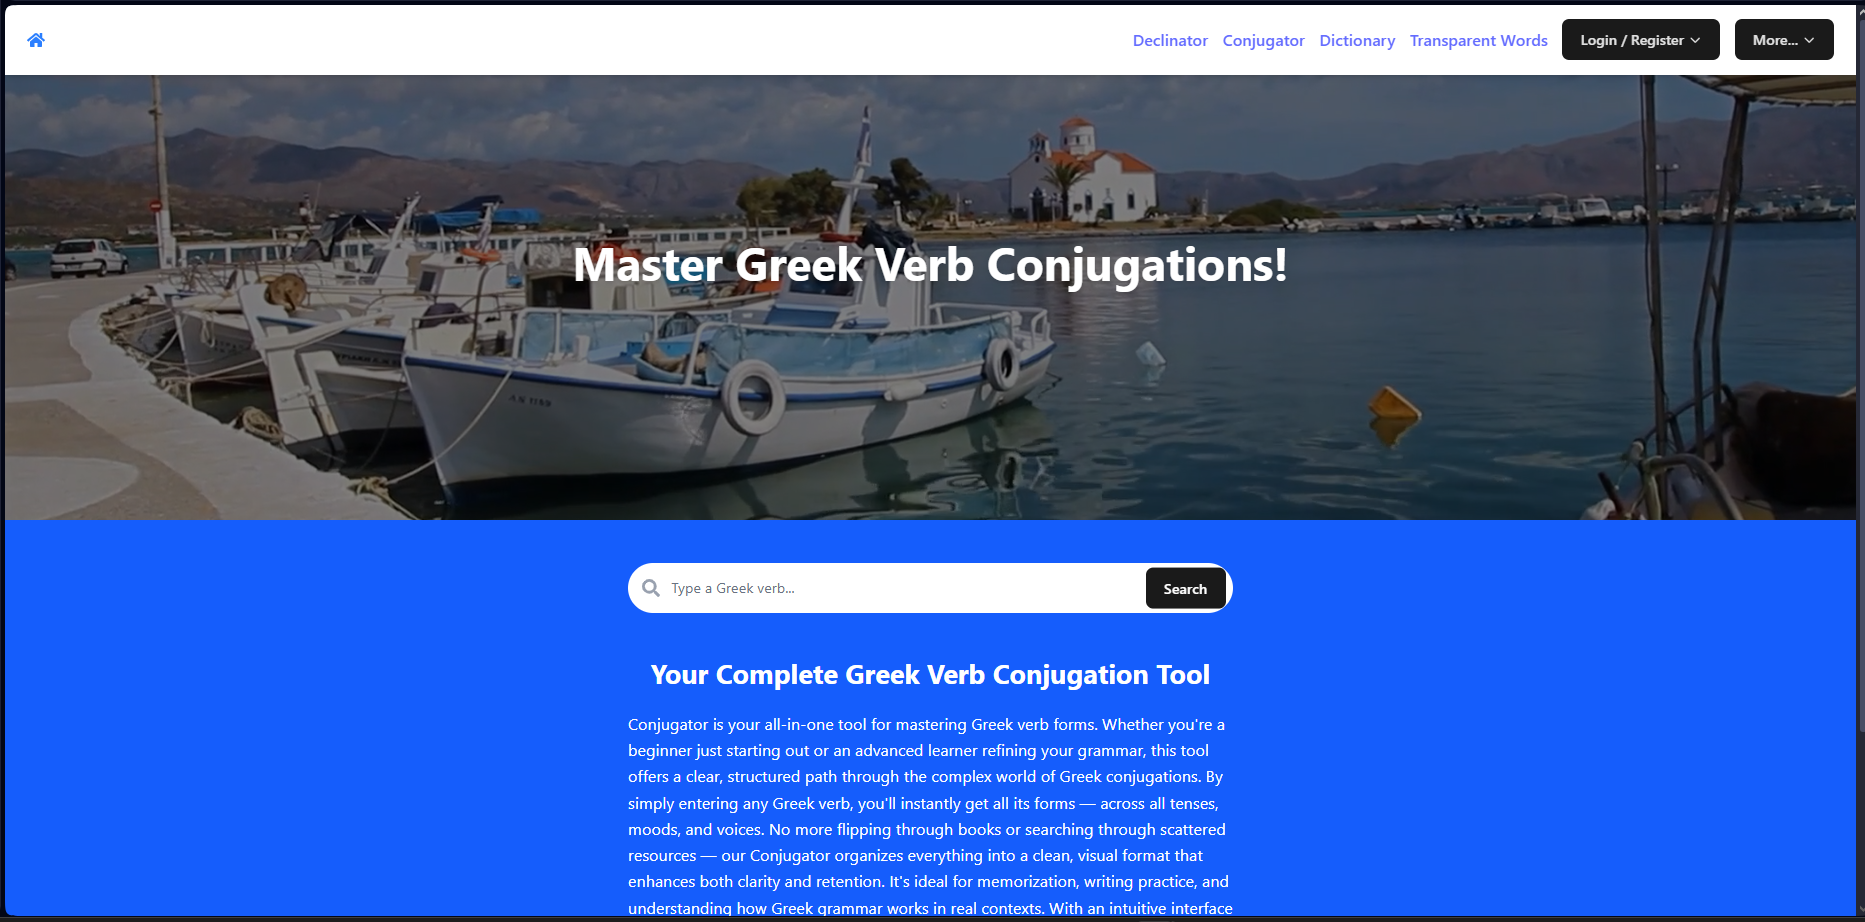 Declinator Conjugator Dictionary Transparent Words Login / Register More...
Master Greek Verb Conjugations!
Type a Greek verb...
Search
Your Complete Greek Verb Conjugation Tool
Conjugator is your all-in-one tool for mastering Greek verb forms. Whether you're a
beginner just starting out or an advanced learner refining your grammar, this tool
offers a clear, structured path through the complex world of Greek conjugations. By
simply entering any Greek verb, you'll instantly get all its forms — across all tenses,
moods, and voices. No more flipping through books or searching through scattered
resources — our Conjugator organizes everything into a clean, visual format that
enhances both clarity and retention. It's ideal for memorization, writing practice, and
understanding how Greek grammar works in real contexts. With an intuitive interface